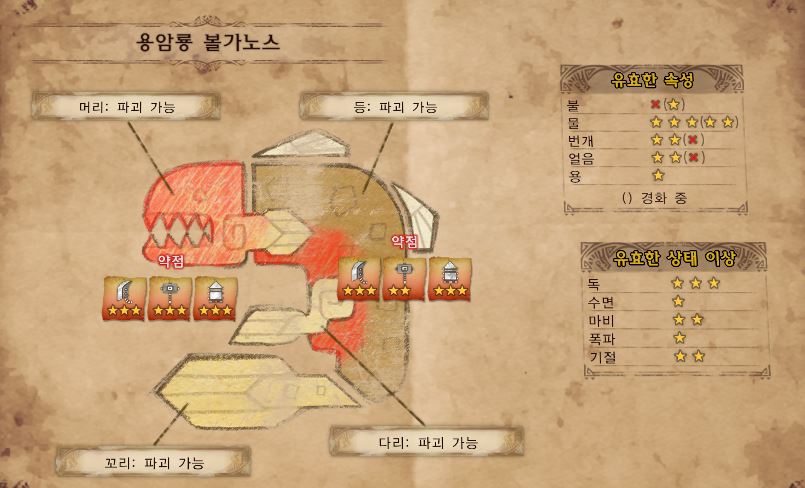 용암룡 볼가노스
머리: 파괴 가능
등: 파괴 가능
약점
약점
꼬리: 파괴 가능
다리: 파괴 가능
유효한 속성
불
물
번개
얼음
용
() 경화 중
유효한 상태 이상
독
수면
마비
폭파
기절